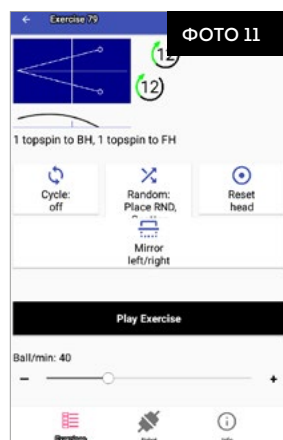 ← Exercise 79
ФОТО 11
12
12
1 topspin to BH, 1 topspin to FH
Cycle:
off
Random:
Place RND,
Reset
head
Mirror
left/right
Play Exercise
Ball/min: 40
− +
Info